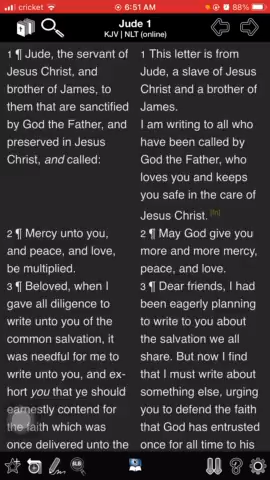 cricket
6:51 AM
88%
Jude 1
KJV | NLT (online)
1 ¶ Jude, the servant of
Jesus Christ, and
brother of James, to
them that are sanctified
by God the Father, and
preserved in Jesus
Christ, and called:
2 ¶ Mercy unto you,
and peace, and love,
be multiplied.
3 ¶ Beloved, when I
gave all diligence to
write unto you of the
common salvation, it
was needful for me to
write unto you, and ex-
hort you that ye should
earnestly contend for
the faith which was
once delivered unto the
1 This letter is from
Jude, a slave of Jesus
Christ and a brother of
James.
I am writing to all who
have been called by
God the Father, who
loves you and keeps
you safe in the care of
Jesus Christ. [fn]
2 ¶ May God give you
more and more mercy,
peace, and love.
3 ¶ Dear friends, I had
been eagerly planning
to write to you about
the salvation we all
share. But now I find
that I must write about
something else, urging
you to defend the faith
that God has entrusted
once for all time to his